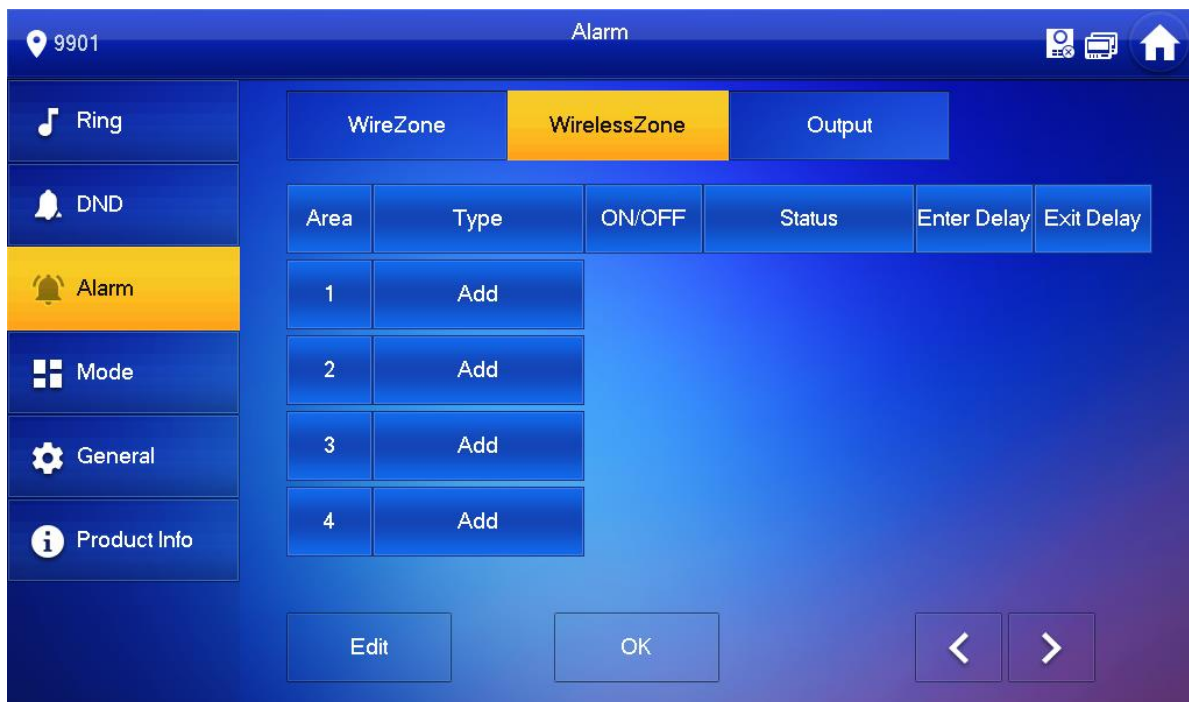 9901
Alarm
Ring
DND
Alarm
Mode
General
Product Info
WireZone WirelessZone Output
Area Type ON/OFF Status Enter Delay Exit Delay
1 Add
2 Add
3 Add
4 Add
Edit OK < >